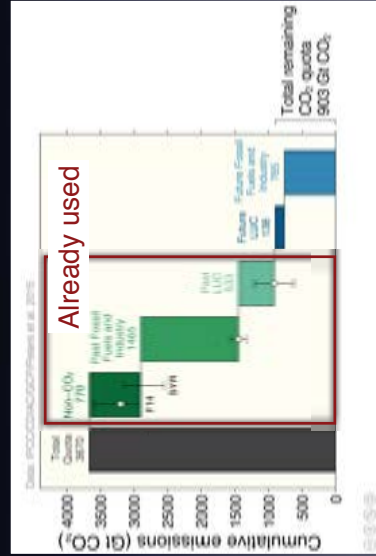 Already used
Total
Quota
3670
Non−CO₂
770
F14
SYR
Past Fossil
Fuels and
Industry
1465
Past
LUC
533
Future
LUC
138
Future Fossil
Fuels and
Industry
765
Total remaining
CO₂ quota
903 Gt CO₂
Cumulative emissions (Gt CO₂)
4000
3500
3000
2500
2000
1500
1000
500
0